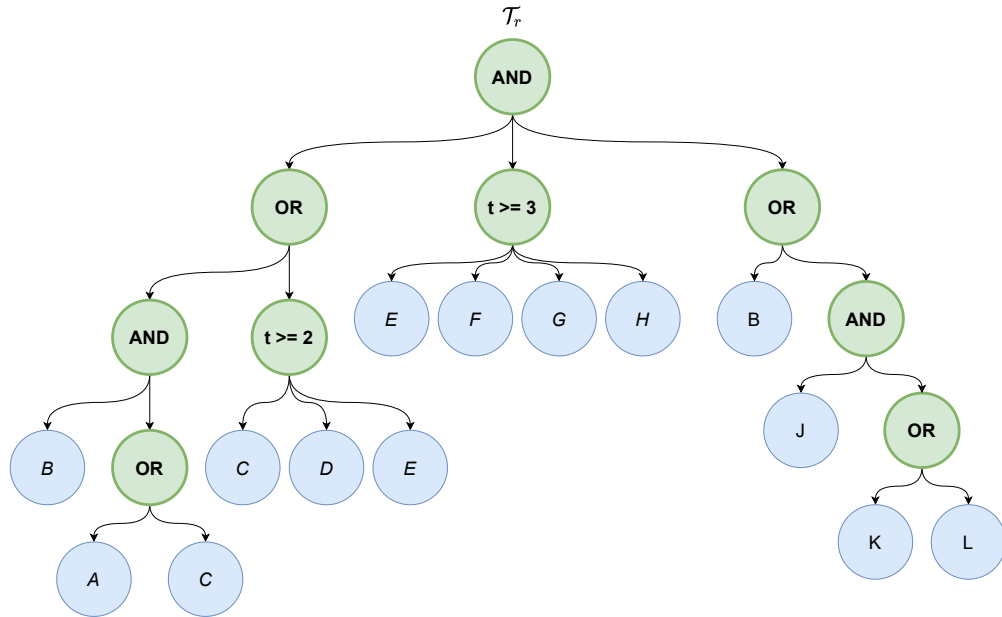 𝒯r
AND
OR
t >= 3
OR
AND
t >= 2
E
F
G
H
B
AND
B
OR
C
D
E
J
OR
A
C
K
L